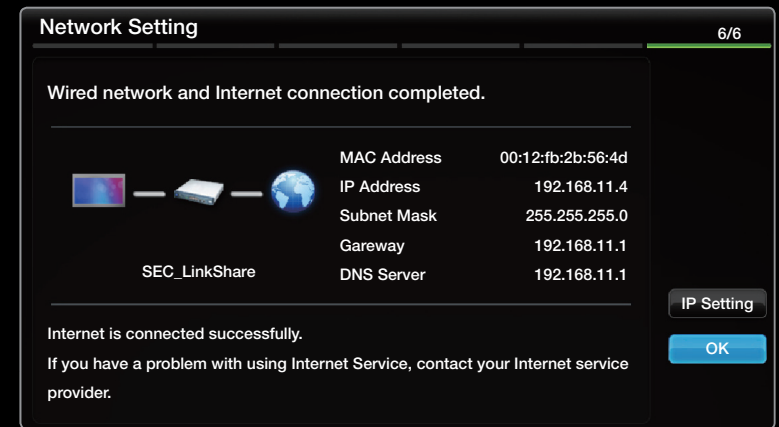 Network Setting
6/6
Wired network and Internet connection completed.
MAC Address 00:12:fb:2b:56:4d
IP Address 192.168.11.4
Subnet Mask 255.255.255.0
Gareway 192.168.11.1
SEC_LinkShare
DNS Server 192.168.11.1
IP Setting
Internet is connected successfully.
OK
If you have a problem with using Internet Service, contact your Internet service
provider.